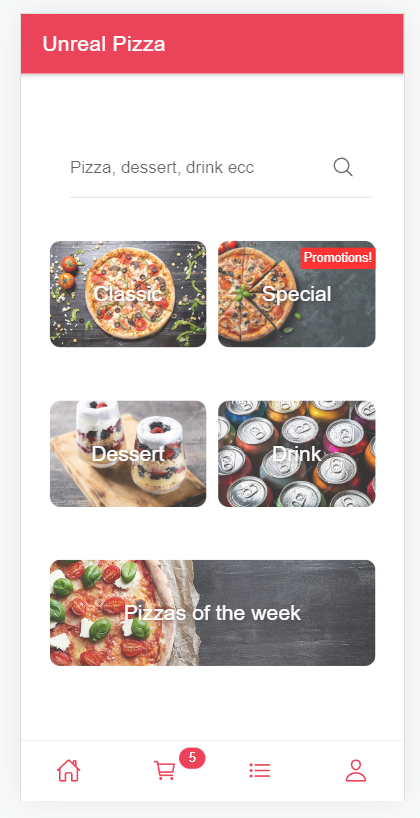 Unreal Pizza
Pizza, dessert, drink ecc
Promotions!
Classic
Special
Dessert
Drink
Pizzas of the week
5